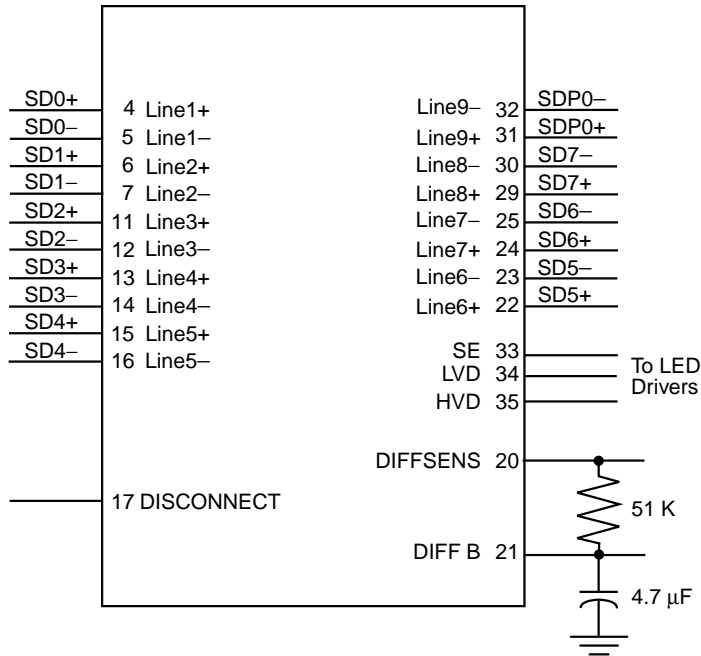 SD0+ 4 Line1+
SD0− 5 Line1−
SD1+ 6 Line2+
SD1− 7 Line2−
SD2+ 11 Line3+
SD2− 12 Line3−
SD3+ 13 Line4+
SD3− 14 Line4−
SD4+ 15 Line5+
SD4− 16 Line5−
17 DISCONNECT
Line9− 32 SDP0−
Line9+ 31 SDP0+
Line8− 30 SD7−
Line8+ 29 SD7+
Line7− 25 SD6−
Line7+ 24 SD6+
Line6− 23 SD5−
Line6+ 22 SD5+
SE 33
LVD 34
HVD 35
To LED
Drivers
DIFFSENS 20
51 K
DIFF B 21
4.7 µF